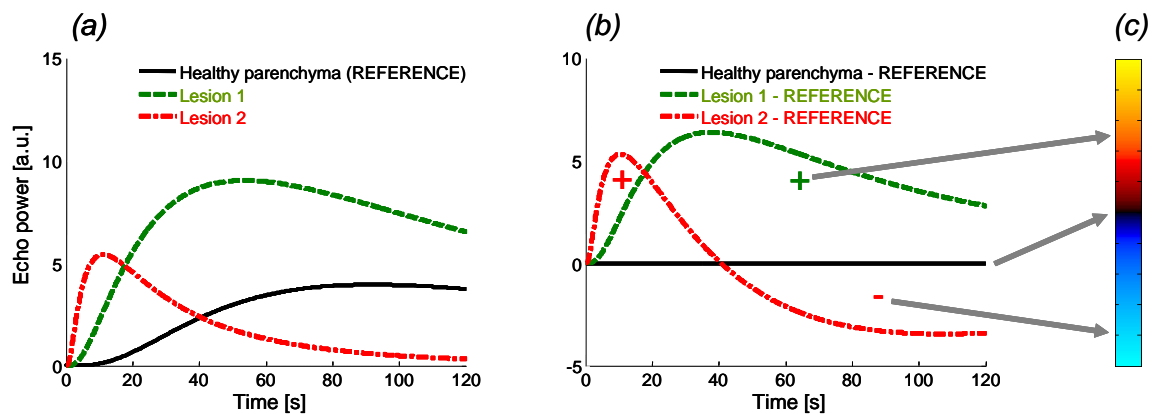 (a)
15
10
5
0
Echo power [a.u.]
0 20 40 60 80 100 120
Time [s]
Healthy parenchyma (REFERENCE)
Lesion 1
Lesion 2
(b)
10
5
0
-5
0 20 40 60 80 100 120
Time [s]
Healthy parenchyma - REFERENCE
Lesion 1 - REFERENCE
Lesion 2 - REFERENCE
+
+
-
(c)